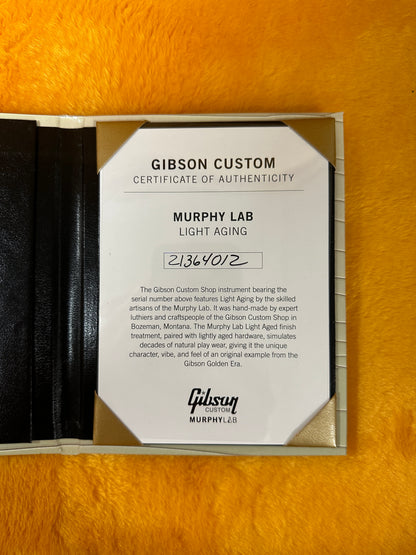 GIBSON CUSTOM
CERTIFICATE OF AUTHENTICITY
MURPHY LAB
LIGHT AGING
21364012
The Gibson Custom Shop instrument bearing the
serial number above features Light Aging by the skilled
artisans of the Murphy Lab. It was hand-made by expert
luthiers and craftspeople of the Gibson Custom Shop in
Bozeman, Montana. The Murphy Lab Light Aged finish
treatment, paired with lightly aged hardware, simulates
decades of natural play wear, giving it the unique
character, vibe, and feel of an original example from the
Gibson Golden Era.
Gibson
CUSTOM
MURPHY LAB